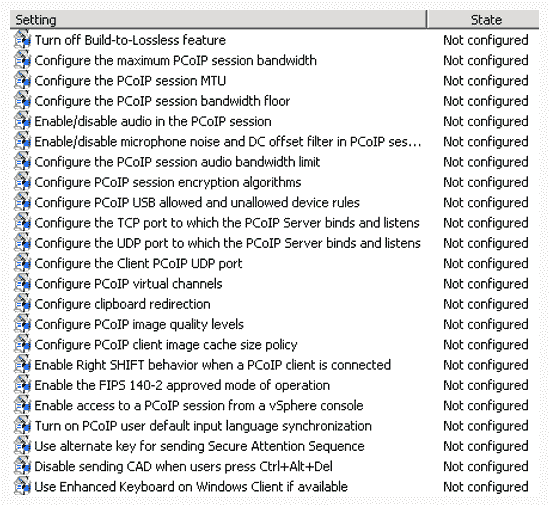 Setting State
Turn off Build-to-Lossless feature Not configured
Configure the maximum PCoIP session bandwidth Not configured
Configure the PCoIP session MTU Not configured
Configure the PCoIP session bandwidth floor Not configured
Enable/disable audio in the PCoIP session Not configured
Enable/disable microphone noise and DC offset filter in PCoIP ses... Not configured
Configure the PCoIP session audio bandwidth limit Not configured
Configure PCoIP session encryption algorithms Not configured
Configure PCoIP USB allowed and unallowed device rules Not configured
Configure the TCP port to which the PCoIP Server binds and listens Not configured
Configure the UDP port to which the PCoIP Server binds and listens Not configured
Configure the Client PCoIP UDP port Not configured
Configure PCoIP virtual channels Not configured
Configure clipboard redirection Not configured
Configure PCoIP image quality levels Not configured
Configure PCoIP client image cache size policy Not configured
Enable Right SHIFT behavior when a PCoIP client is connected Not configured
Enable the FIPS 140-2 approved mode of operation Not configured
Enable access to a PCoIP session from a vSphere console Not configured
Turn on PCoIP user default input language synchronization Not configured
Use alternate key for sending Secure Attention Sequence Not configured
Disable sending CAD when users press Ctrl+Alt+Del Not configured
Use Enhanced Keyboard on Windows Client if available Not configured